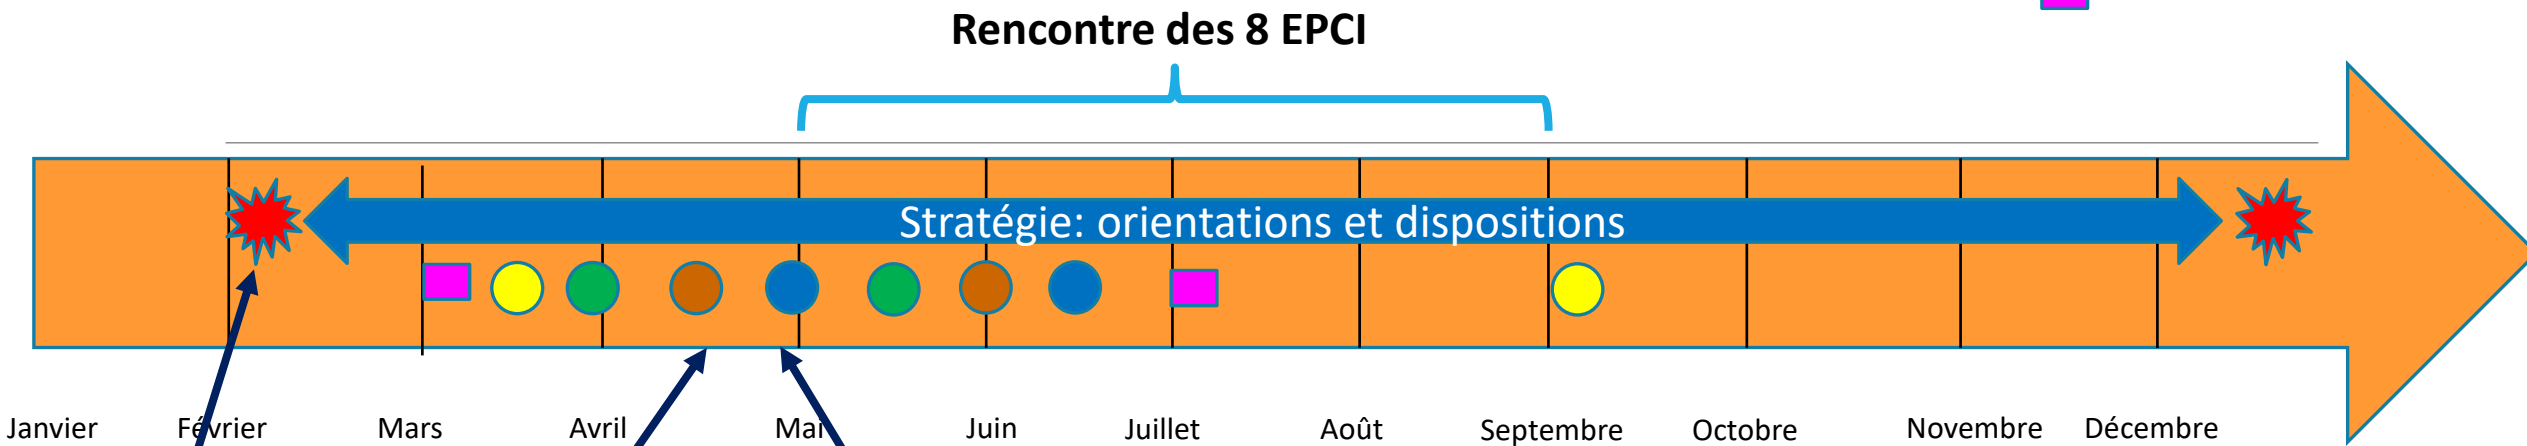 Rencontre des 8 EPCI
Stratégie: orientations et dispositions
Janvier Février Mars Avril Mai Juin Juillet Août Septembre Octobre Novembre Décembre